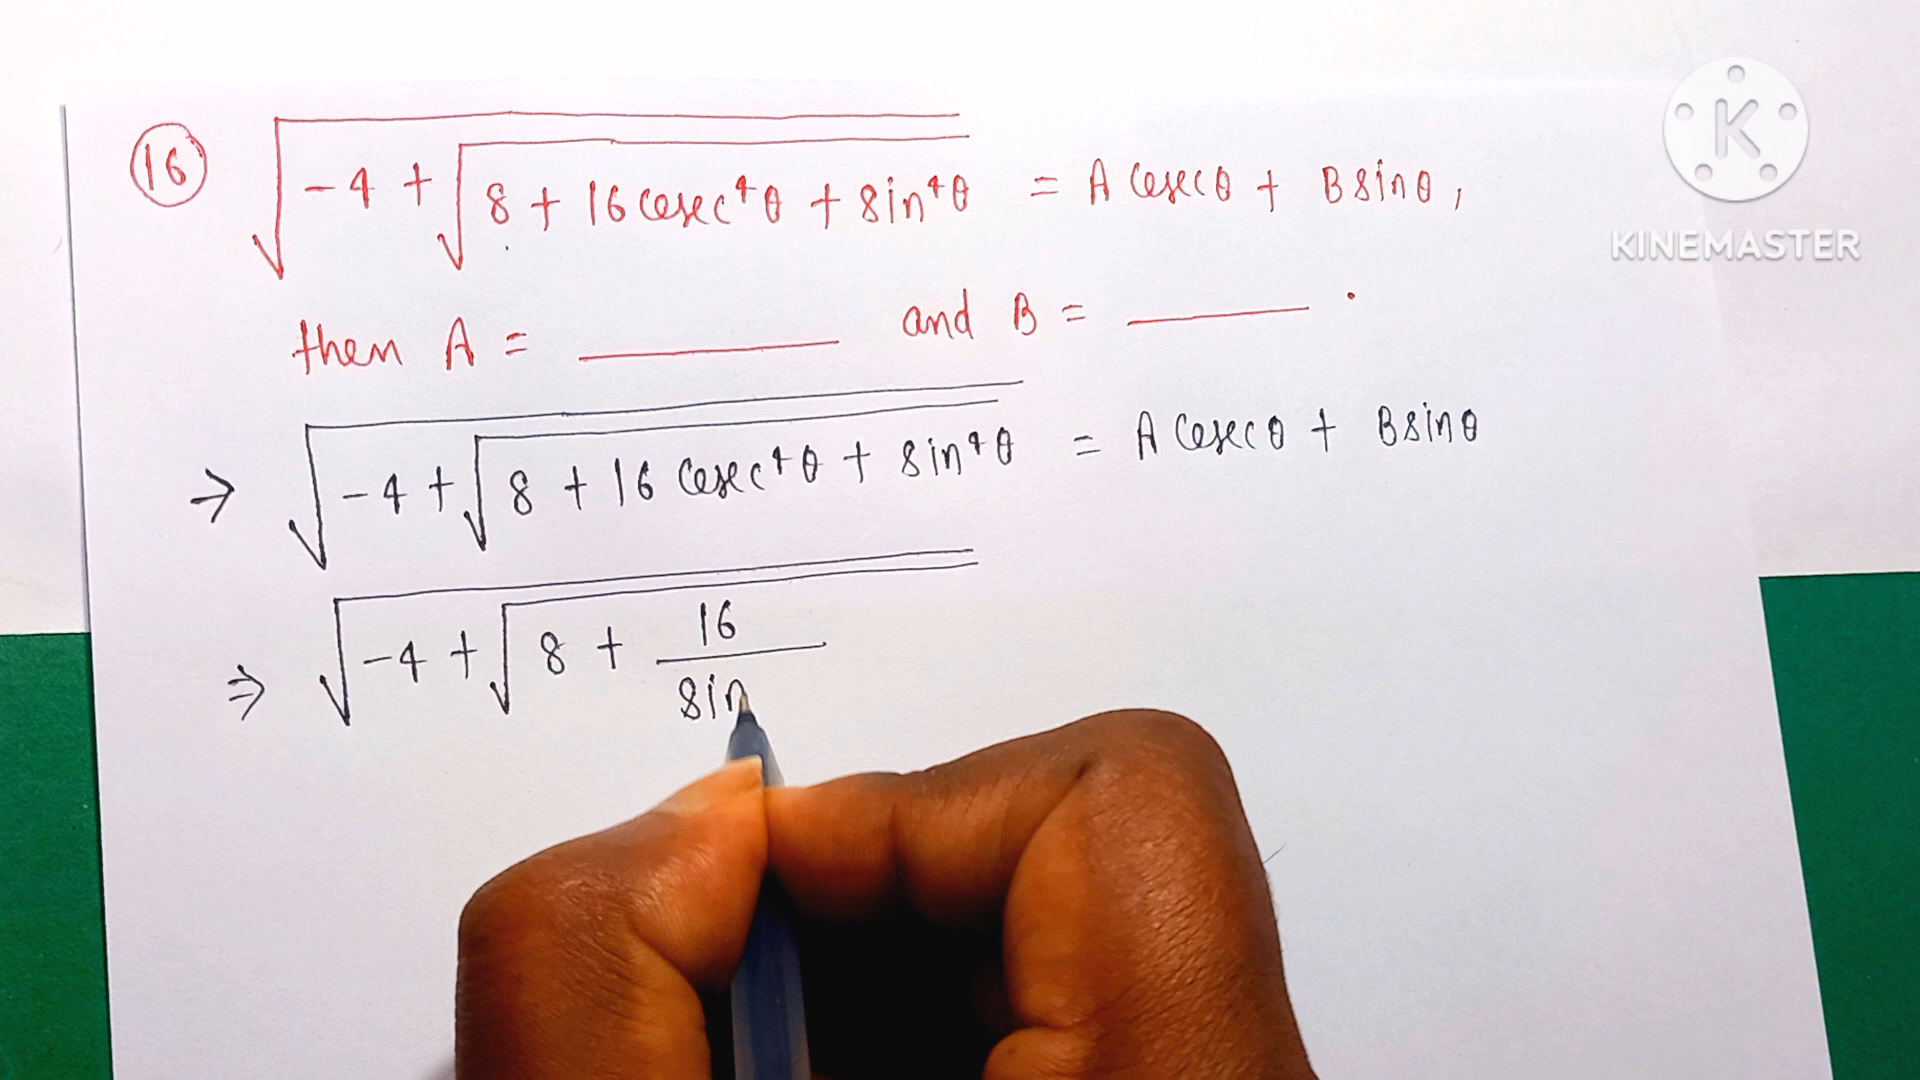 16 √(-4 + √(8 + 16 cosec⁴θ + sin⁴θ)) = A cosecθ + B sinθ,
then A = ______ and B = ______ .
⇒ √(-4 + √(8 + 16 cosec⁴θ + sin⁴θ)) = A cosecθ + B sinθ
⇒ √(-4 + √(8 + 16/sin
K
KINEMASTER